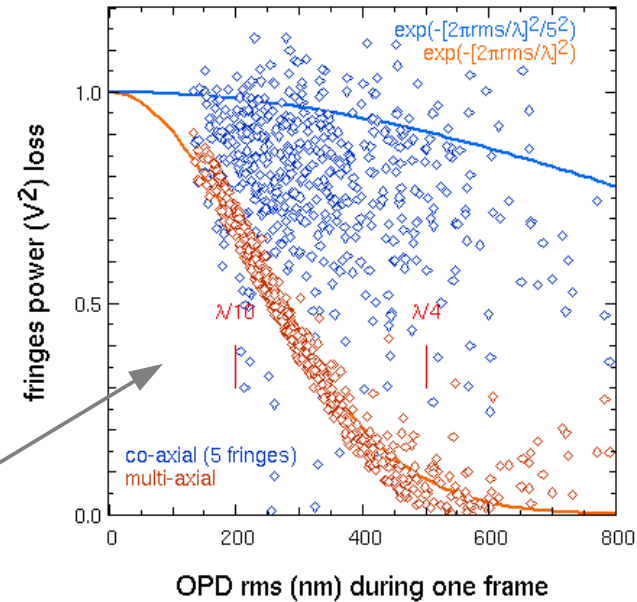 exp(-[2πrms/λ]²/5²)
exp(-[2πrms/λ]²)
1.0
fringes power (V²) loss
0.5
λ/10
λ/4
co-axial (5 fringes)
multi-axial
0.0
0
200
400
600
800
OPD rms (nm) during one frame